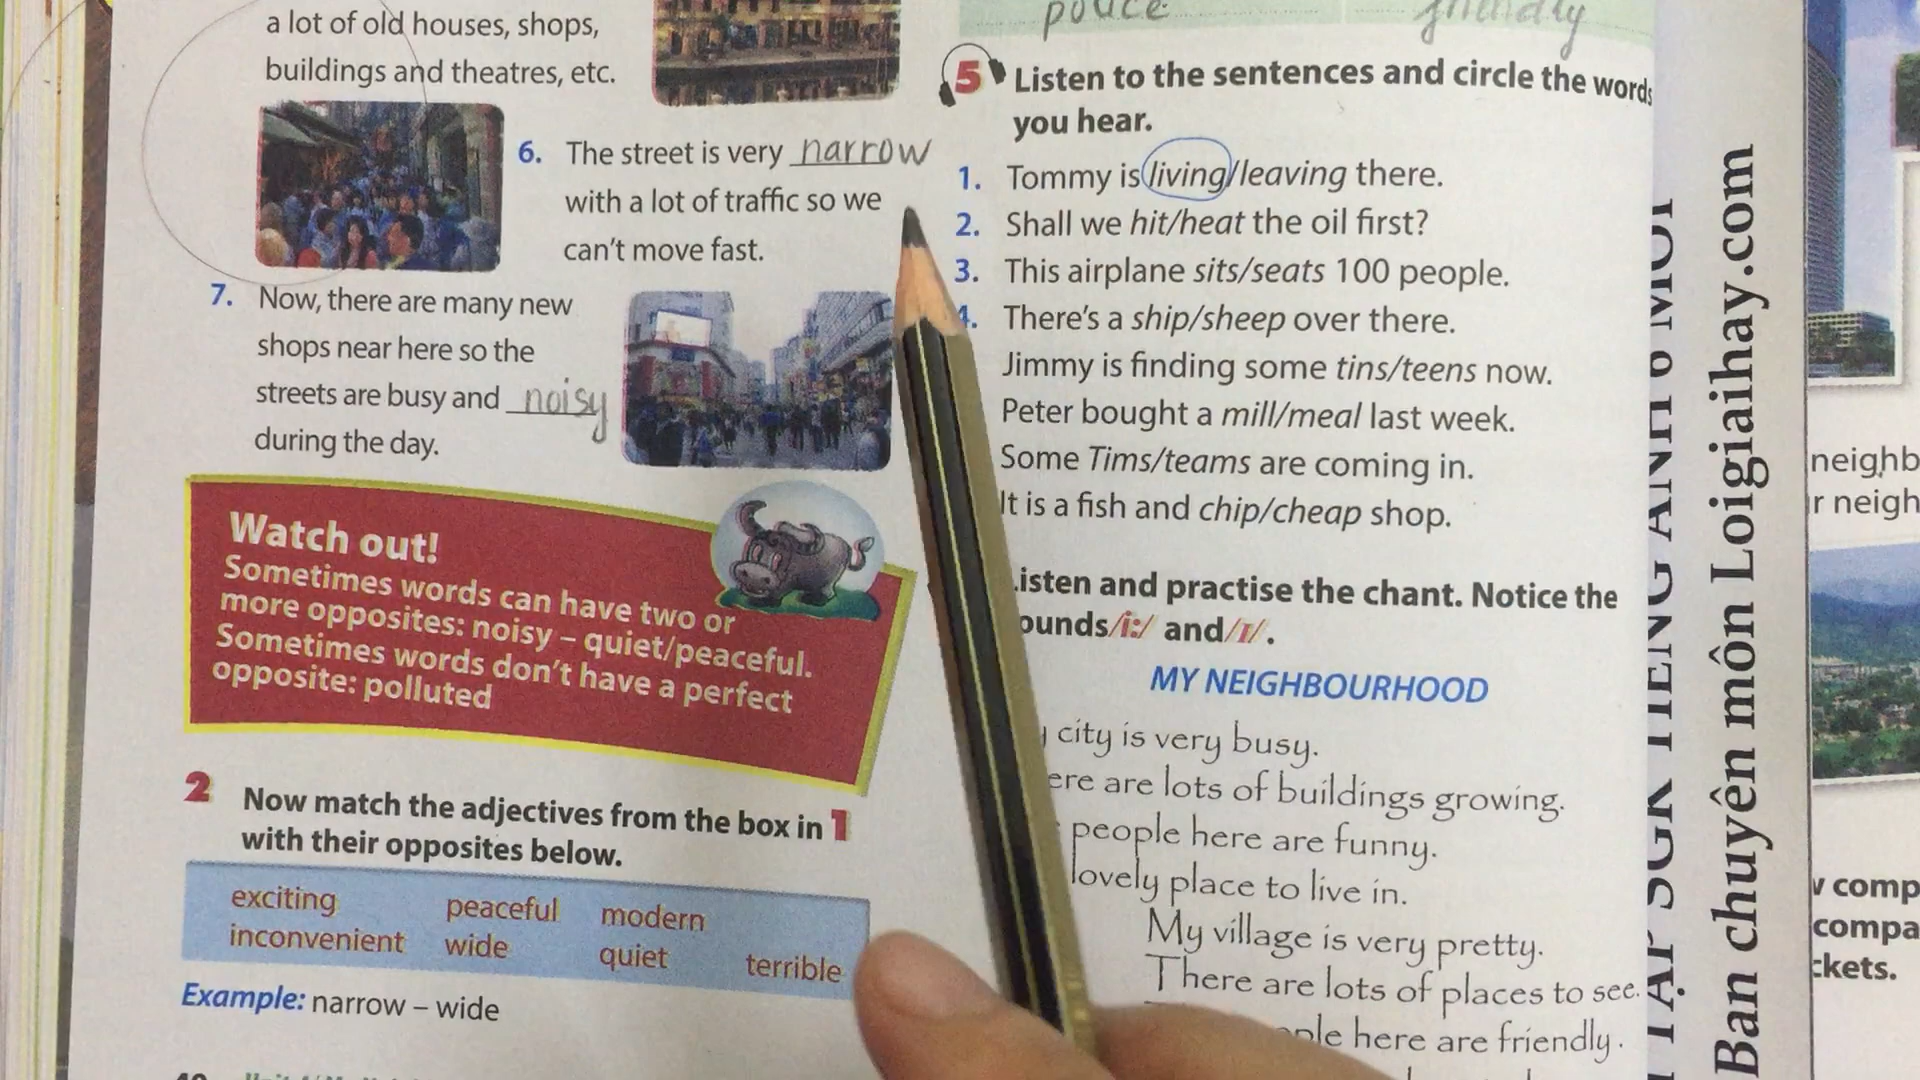 a lot of old houses, shops,
buildings and theatres, etc.
6. The street is very narrow
with a lot of traffic so we
can't move fast.
7. Now, there are many new
shops near here so the
streets are busy and noisy
during the day.
Watch out!
Sometimes words can have two or
more opposites: noisy – quiet/peaceful.
Sometimes words don't have a perfect
opposite: polluted
2 Now match the adjectives from the box in 1
with their opposites below.
exciting peaceful modern
inconvenient wide quiet terrible
Example: narrow – wide
police friendly
5 Listen to the sentences and circle the words
you hear.
1. Tommy is living/leaving there.
2. Shall we hit/heat the oil first?
3. This airplane sits/seats 100 people.
4. There's a ship/sheep over there.
Jimmy is finding some tins/teens now.
Peter bought a mill/meal last week.
Some Tims/teams are coming in.
It is a fish and chip/cheap shop.
isten and practise the chant. Notice the
ounds /i:/ and /ɪ/.
MY NEIGHBOURHOOD
city is very busy.
ere are lots of buildings growing.
people here are funny.
lovely place to live in.
My village is very pretty.
There are lots of places to see.
ple here are friendly.
TẬP SGK TIẾNG ANH 6 MỚI
Ban chuyên môn Loigiaihay.com
neighb
r neigh
comp
compa
ckets.